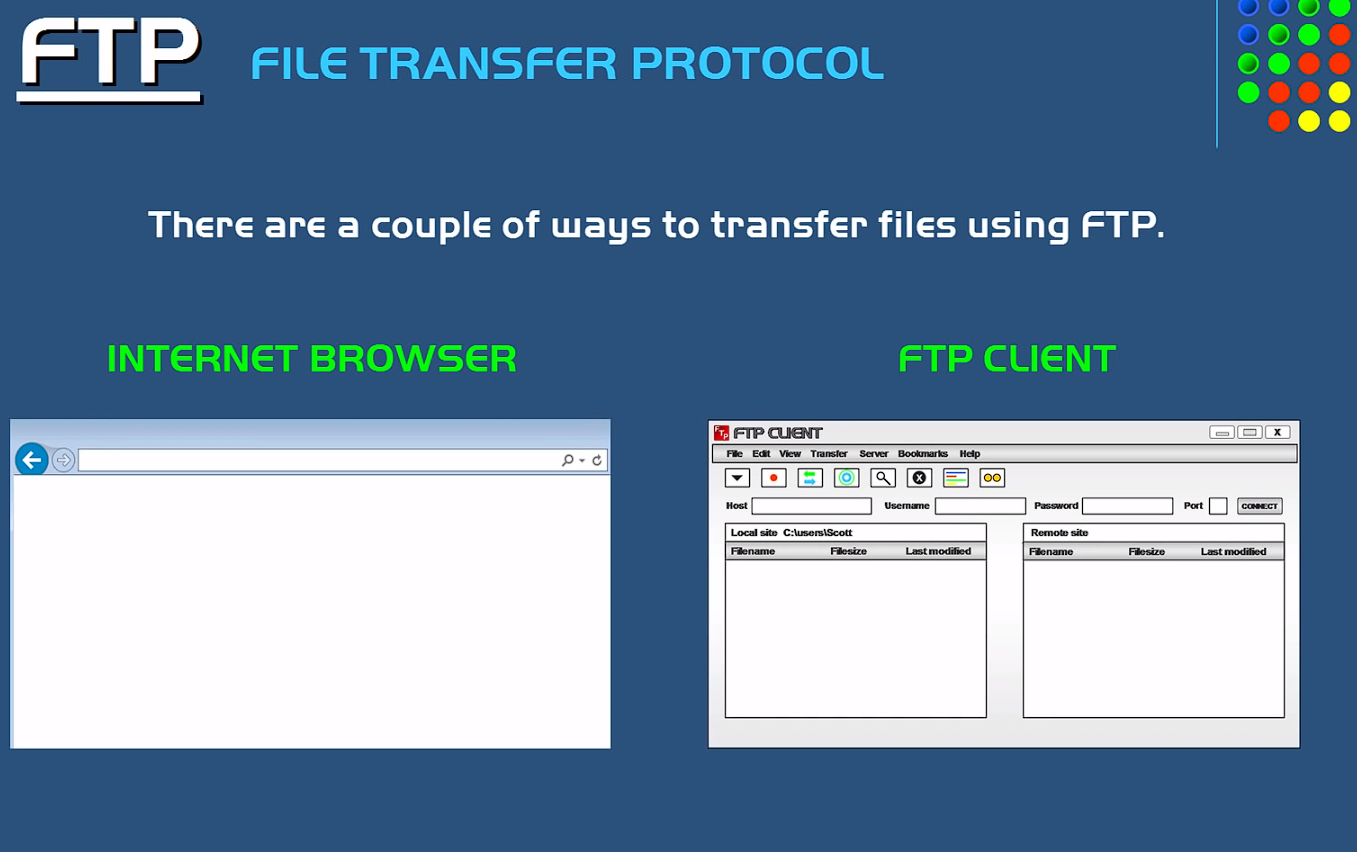 FTP
FILE TRANSFER PROTOCOL
There are a couple of ways to transfer files using FTP.
INTERNET BROWSER
FTP CLIENT
FTP FTP CLIENT X
File Edit View Transfer Server Bookmarks Help
X
Host Username Password Port CONNECT
Local site C:\users\Scott
Filename Filesize Last modified
Remote site
Filename Filesize Last modified